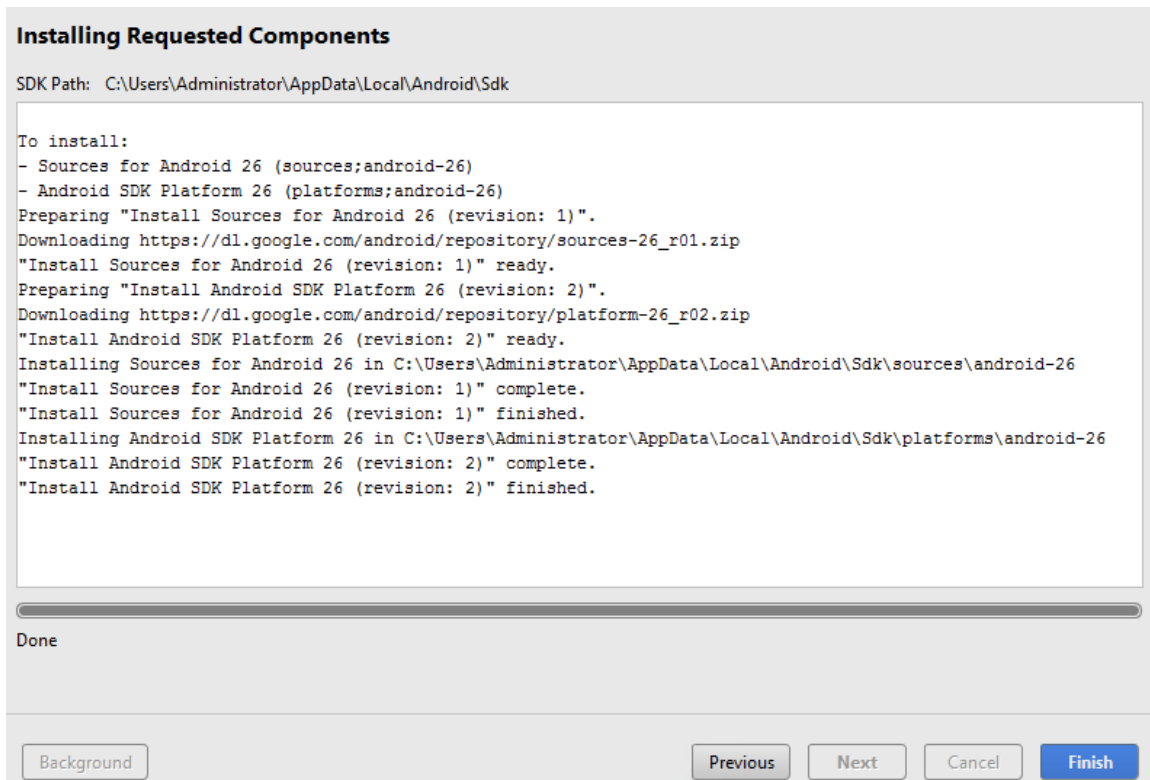 Installing Requested Components
SDK Path: C:\Users\Administrator\AppData\Local\Android\Sdk
To install:
- Sources for Android 26 (sources;android-26)
- Android SDK Platform 26 (platforms;android-26)
Preparing "Install Sources for Android 26 (revision: 1)".
Downloading https://dl.google.com/android/repository/sources-26_r01.zip
"Install Sources for Android 26 (revision: 1)" ready.
Preparing "Install Android SDK Platform 26 (revision: 2)".
Downloading https://dl.google.com/android/repository/platform-26_r02.zip
"Install Android SDK Platform 26 (revision: 2)" ready.
Installing Sources for Android 26 in C:\Users\Administrator\AppData\Local\Android\Sdk\sources\android-26
"Install Sources for Android 26 (revision: 1)" complete.
"Install Sources for Android 26 (revision: 1)" finished.
Installing Android SDK Platform 26 in C:\Users\Administrator\AppData\Local\Android\Sdk\platforms\android-26
"Install Android SDK Platform 26 (revision: 2)" complete.
"Install Android SDK Platform 26 (revision: 2)" finished.
Done
Background Previous Next Cancel Finish